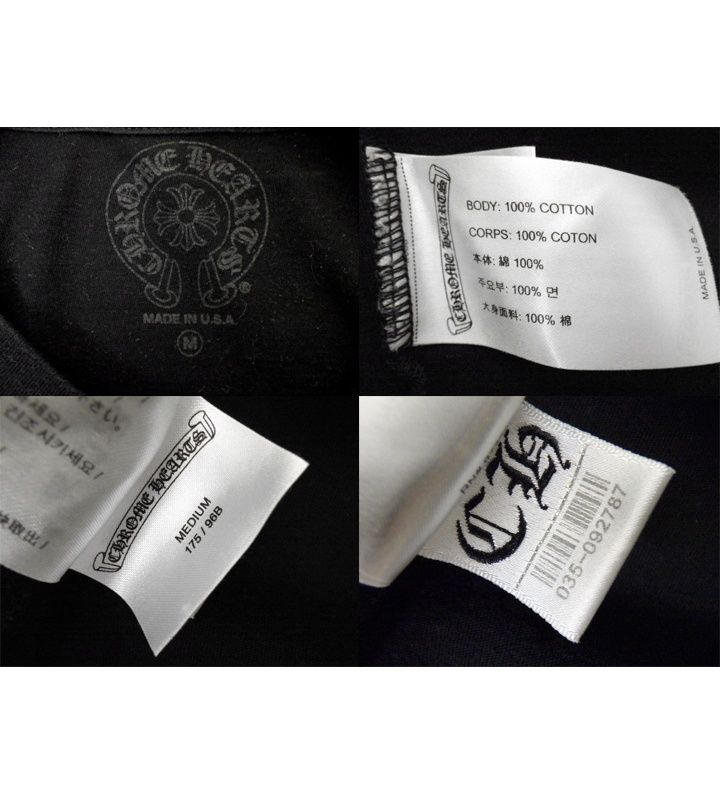 CHROME HEARTS
®
MADE IN U.S.A.
M
CHROME HEARTS
BODY: 100% COTTON
CORPS: 100% COTON
本体: 綿 100%
주요부: 100% 면
大身面料: 100% 棉
MADE IN U.S.A.
CHROME HEARTS
MEDIUM
175 / 96B
CH
035-092787